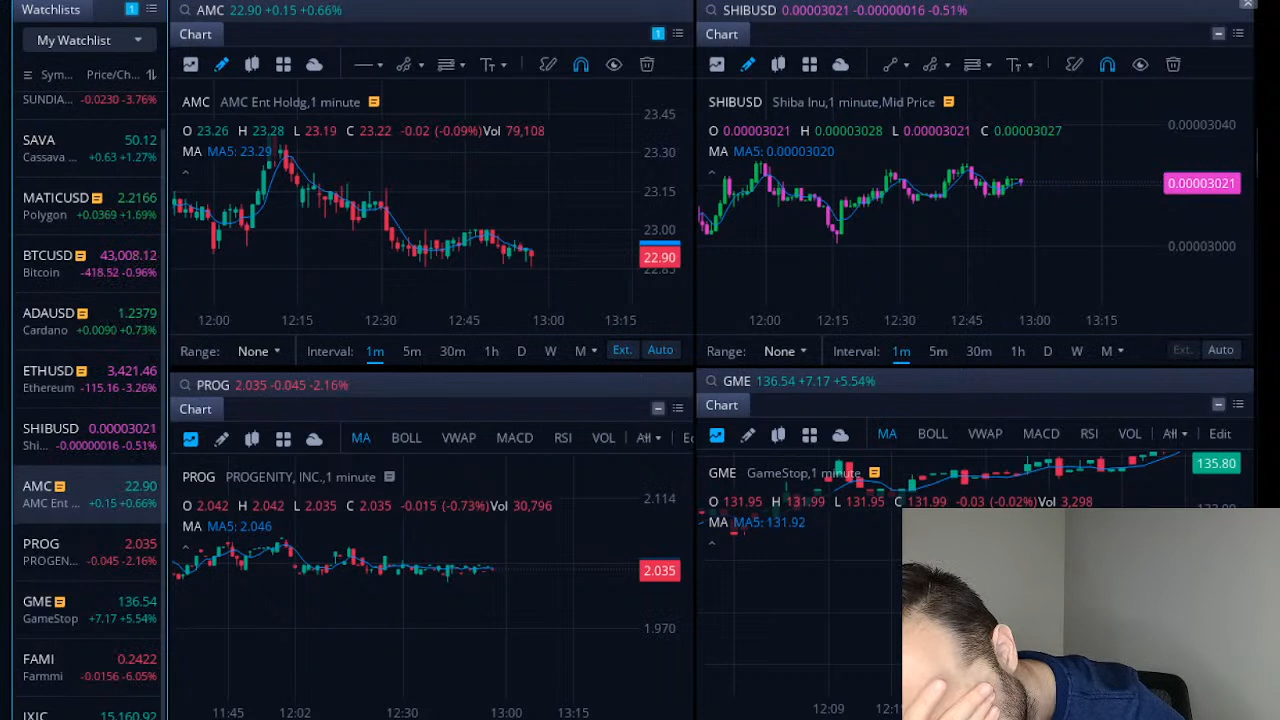 Watchlists 1
My Watchlist
Sym... Price/Ch...
SUNDIA... -0.0230 -3.76%
SAVA 50.12
Cassava ... +0.63 +1.27%
MATICUSD 2.2166
Polygon +0.0369 +1.69%
BTCUSD 43,008.12
Bitcoin -418.52 -0.96%
ADAUSD 1.2379
Cardano +0.0090 +0.73%
ETHUSD 3,421.46
Ethereum -115.16 -3.26%
SHIBUSD 0.00003021
Shi... -0.00000016 -0.51%
AMC 22.90
AMC Ent ... +0.15 +0.66%
PROG 2.035
PROGEN... -0.045 -2.16%
GME 136.54
GameStop +7.17 +5.54%
FAMI 0.2422
Farmmi -0.0156 -6.05%
IXIC 15,160.92
AMC 22.90 +0.15 +0.66%
Chart 1
AMC AMC Ent Holdg,1 minute
O 23.26 H 23.28 L 23.19 C 23.22 -0.02 (-0.09%) Vol 79,108
MA MA5: 23.29
23.45
23.30
23.15
23.00
22.90
22.85
12:00 12:15 12:30 12:45 13:00 13:15
Range: None Interval: 1m 5m 30m 1h D W M Ext. Auto
SHIBUSD 0.00003021 -0.00000016 -0.51%
Chart
SHIBUSD Shiba Inu,1 minute,Mid Price
O 0.00003021 H 0.00003028 L 0.00003021 C 0.00003027
MA MA5: 0.00003020
0.00003040
0.00003021
0.00003000
12:00 12:15 12:30 12:45 13:00 13:15
Range: None Interval: 1m 5m 30m 1h D W M Ext. Auto
PROG 2.035 -0.045 -2.16%
Chart
MA BOLL VWAP MACD RSI VOL All
PROG PROGENITY, INC.,1 minute
O 2.042 H 2.042 L 2.035 C 2.035 -0.015 (-0.73%) Vol 30,796
MA MA5: 2.046
2.114
2.035
1.970
11:45 12:02 12:30 13:00 13:15
GME 136.54 +7.17 +5.54%
Chart
MA BOLL VWAP MACD RSI VOL All Edit
GME GameStop,1 minute
135.80
O 131.95 H 131.99 L 131.95 C 131.99 -0.03 (-0.02%) Vol 3,298
MA MA5: 131.92
12:09